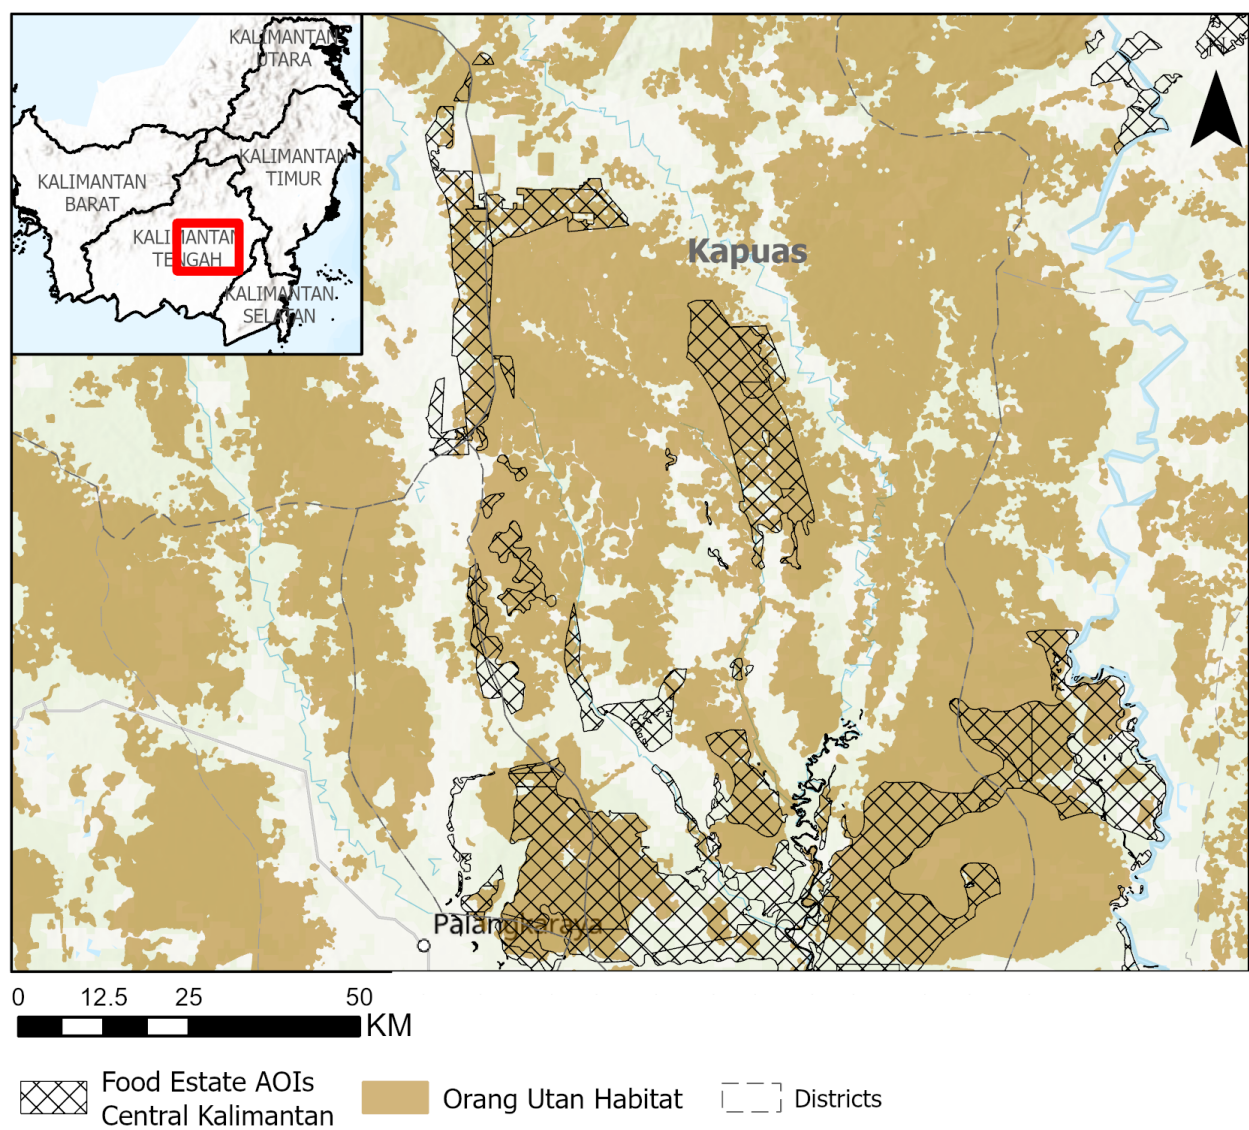 KALIMANTAN
UTARA
KALIMANTAN
TIMUR
KALIMANTAN
BARAT
KALIMANTAN
TENGAH
KALIMANTAN
SELATAN
N
Kapuas
Palangkaraya
0 12.5 25 50
KM
Food Estate AOIs
Central Kalimantan
Orang Utan Habitat
Districts